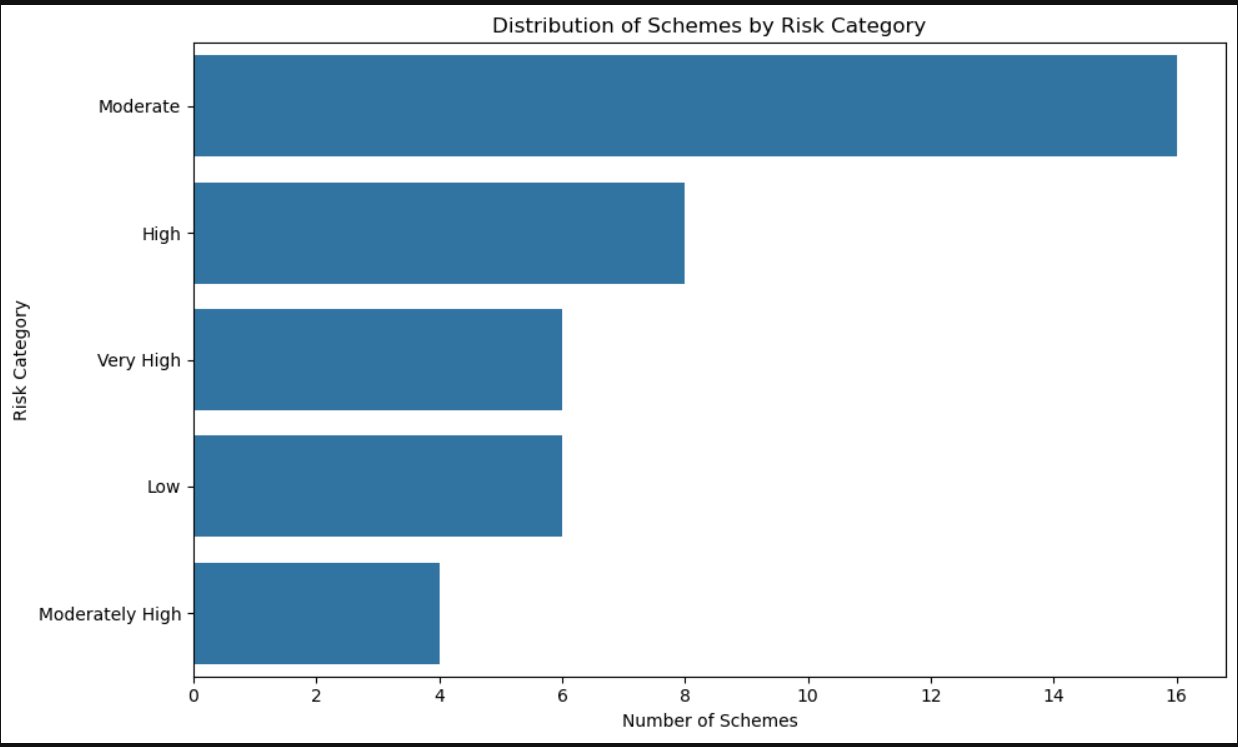 Distribution of Schemes by Risk Category
Risk Category
Moderate
High
Very High
Low
Moderately High
0 2 4 6 8 10 12 14 16
Number of Schemes